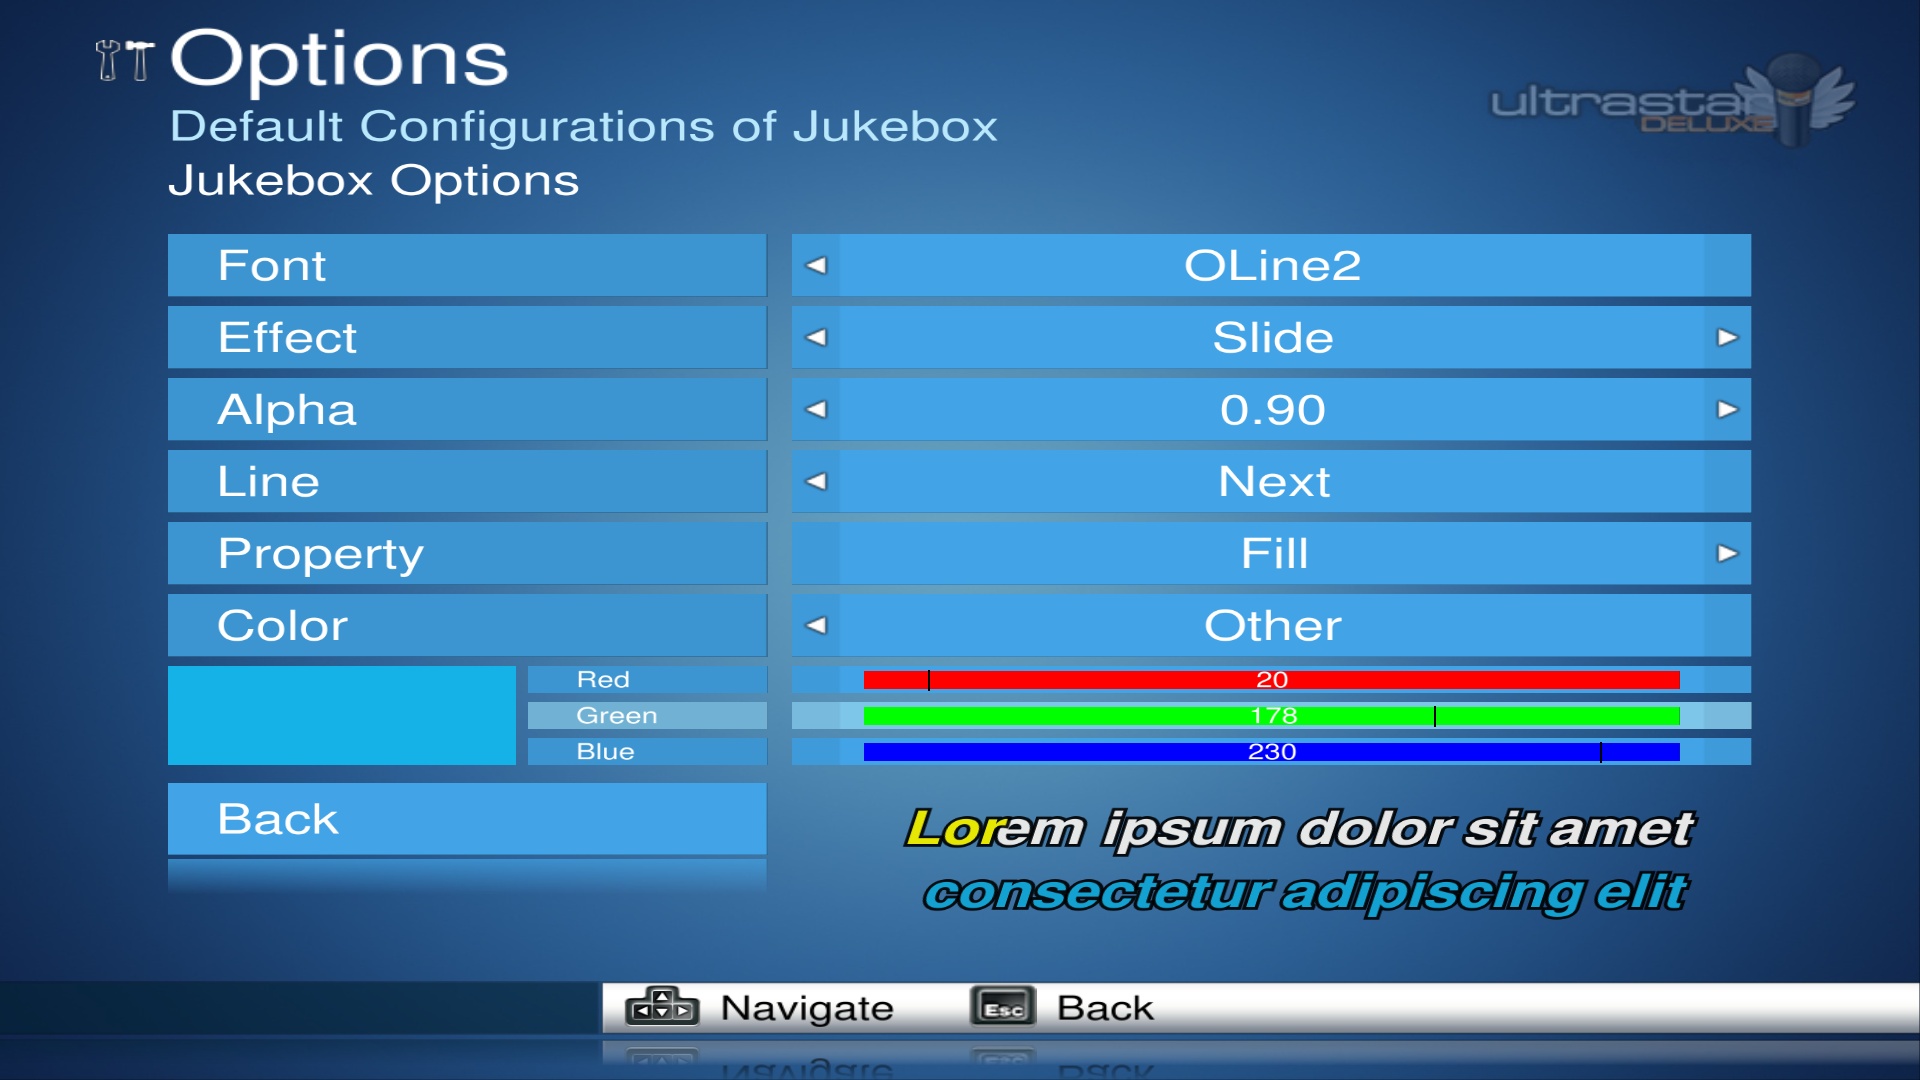 Options
ultrastar
DELUXE
Default Configurations of Jukebox
Jukebox Options
Font OLine2
Effect Slide
Alpha 0.90
Line Next
Property Fill
Color Other
Red 20
Green 178
Blue 230
Back
Lorem ipsum dolor sit amet
consectetur adipiscing elit
Navigate Esc Back